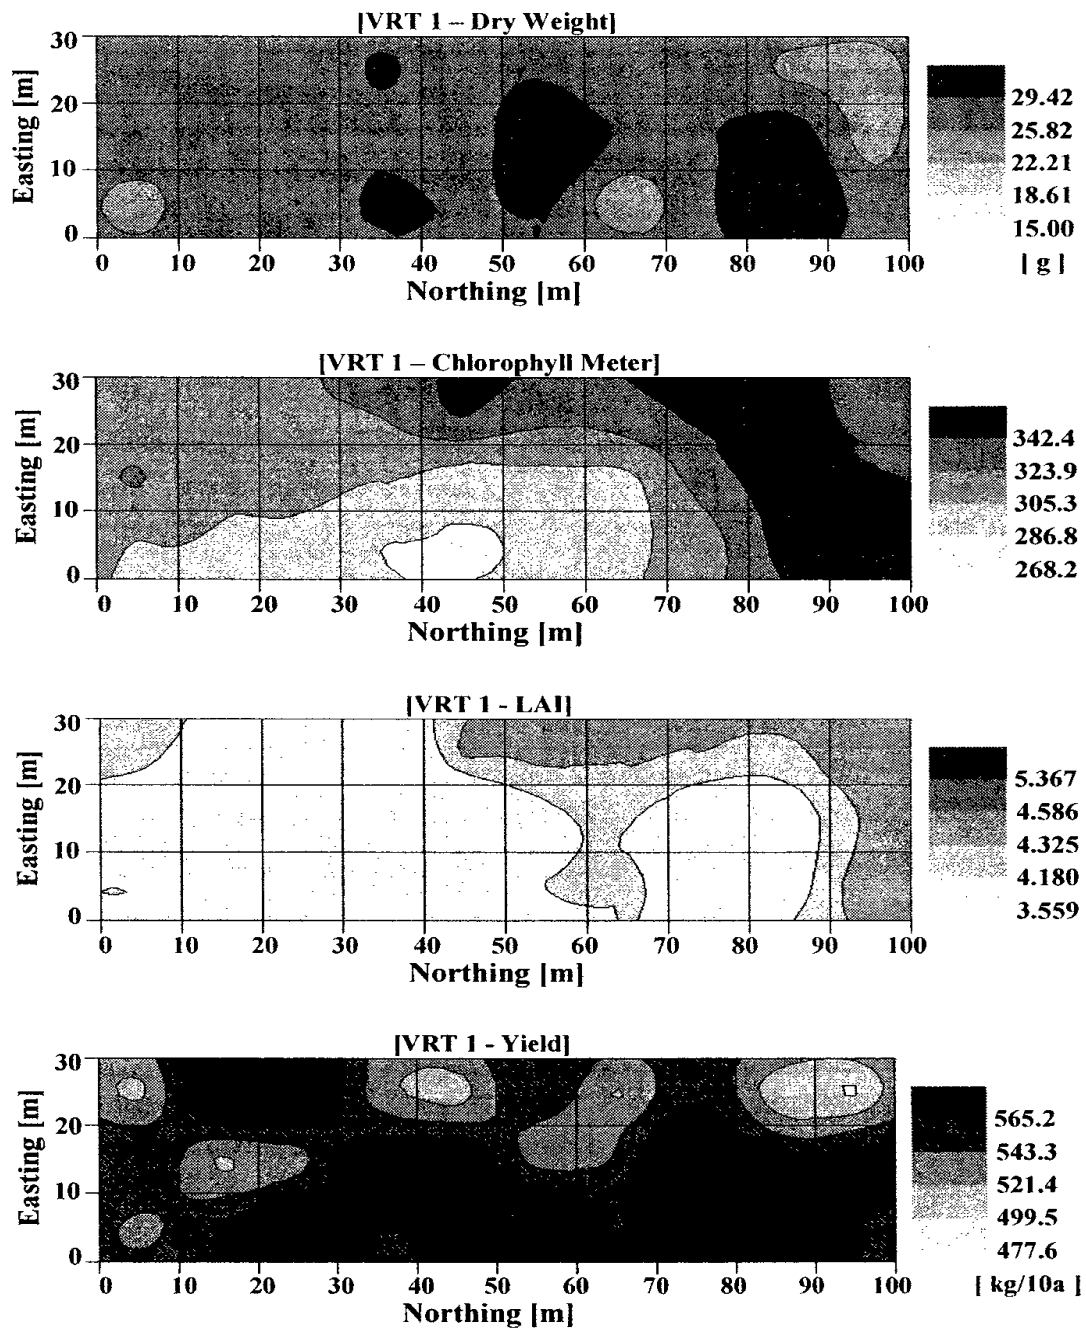 [VRT 1 – Dry Weight]
30
20
10
0
Easting [m]
0 10 20 30 40 50 60 70 80 90 100
Northing [m]
29.42
25.82
22.21
18.61
15.00
[ g ]
[VRT 1 – Chlorophyll Meter]
30
20
10
0
Easting [m]
0 10 20 30 40 50 60 70 80 90 100
Northing [m]
342.4
323.9
305.3
286.8
268.2
[VRT 1 - LAI]
30
20
10
0
Easting [m]
0 10 20 30 40 50 60 70 80 90 100
Northing [m]
5.367
4.586
4.325
4.180
3.559
[VRT 1 - Yield]
30
20
10
0
Easting [m]
0 10 20 30 40 50 60 70 80 90 100
Northing [m]
565.2
543.3
521.4
499.5
477.6
[ kg/10a ]